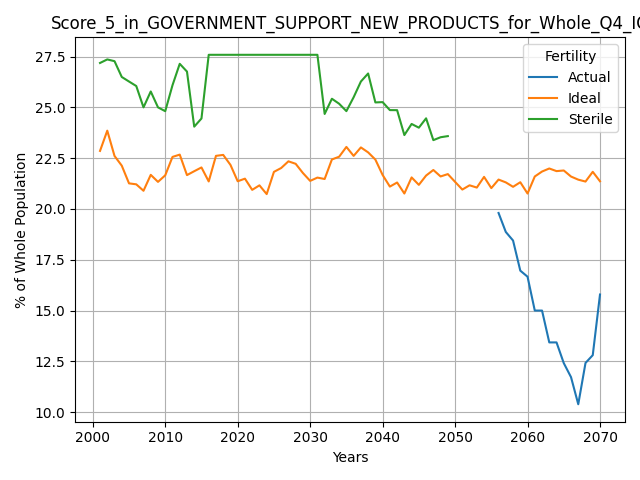 Score_5_in_GOVERNMENT_SUPPORT_NEW_PRODUCTS_for_Whole_Q4_
27.5
25.0
22.5
20.0
17.5
15.0
12.5
10.0
% of Whole Population
Fertility
Actual
Ideal
Sterile
2000 2010 2020 2030 2040 2050 2060 2070
Years